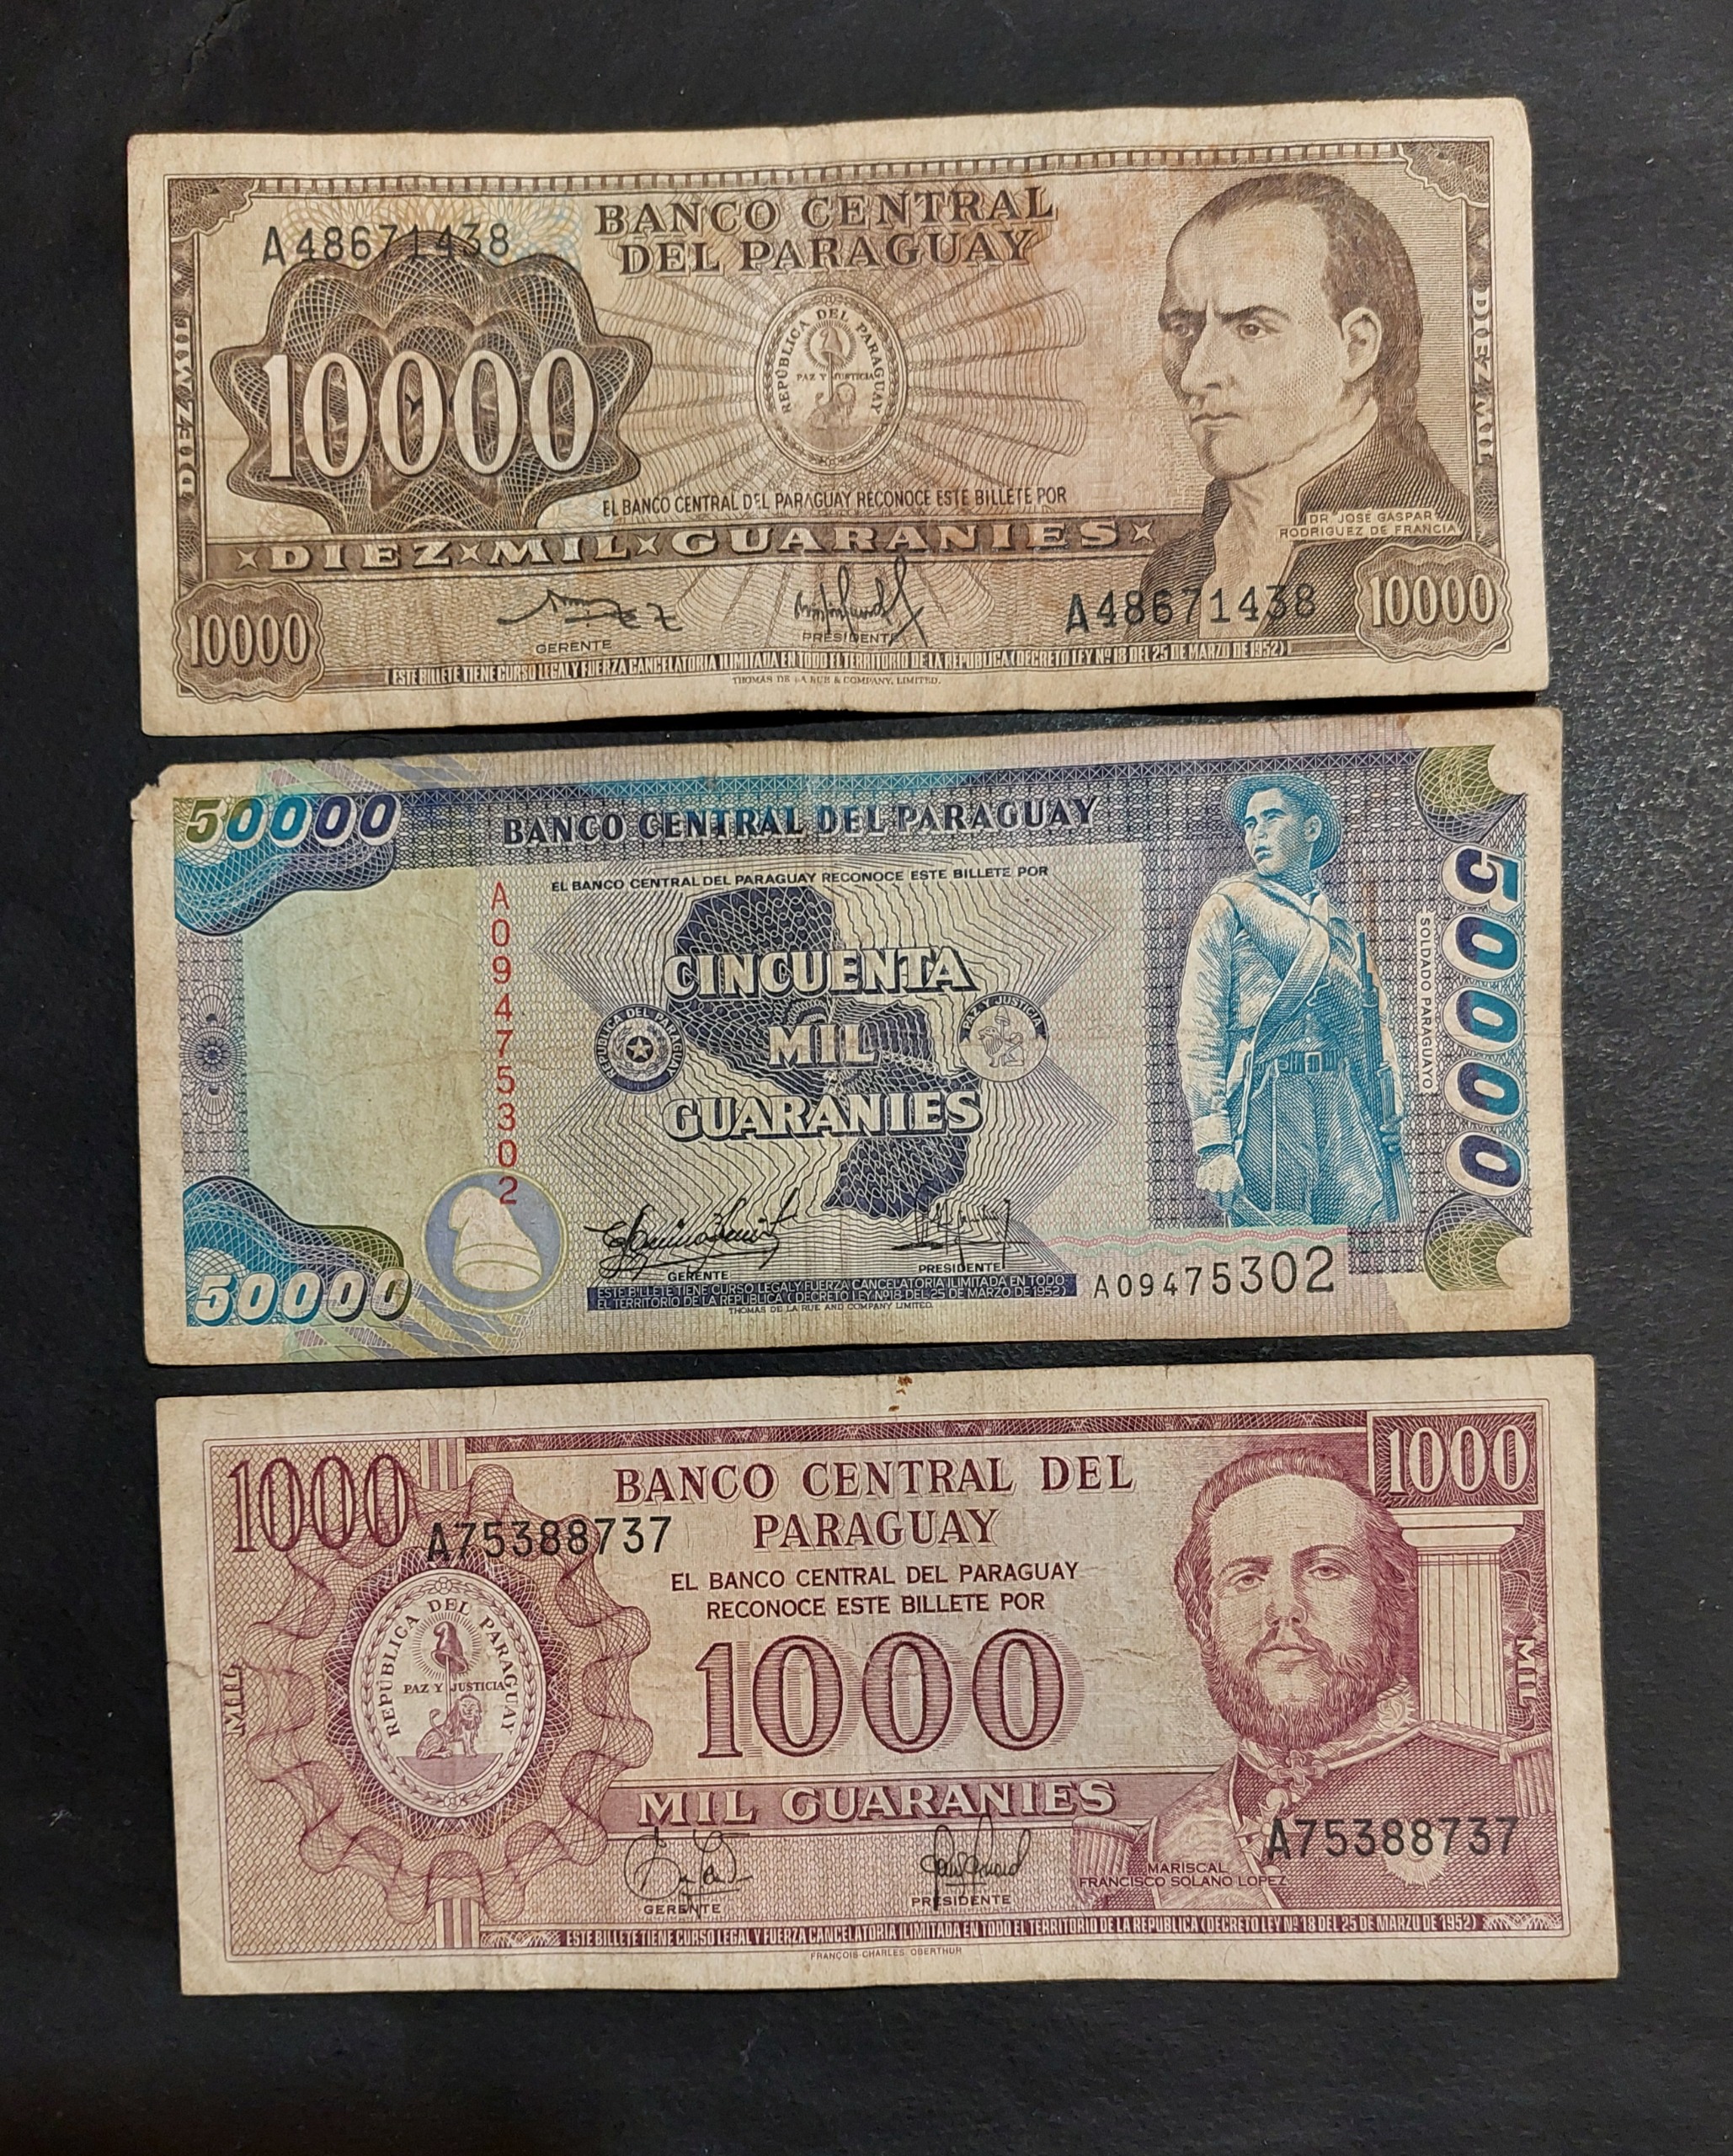 A48671438
BANCO CENTRAL
DEL PARAGUAY
DIEZ MIL
10000
REPÚBLICA DEL PARAGUAY
PAZ Y JUSTICIA
DIEZ MIL
EL BANCO CENTRAL DEL PARAGUAY RECONOCE ESTE BILLETE POR
DIEZ MIL GUARANIES
DR. JOSÉ GASPAR
RODRIGUEZ DE FRANCIA
10000
GERENTE
PRESIDENTE
A48671438
10000
ESTE BILLETE TIENE CURSO LEGAL Y FUERZA CANCELATORIA ILIMITADA EN TODO EL TERRITORIO DE LA REPUBLICA (DECRETO LEY Nº 18 DEL 25 DE MARZO DE 1952)
THOMAS DE LA RUE & COMPANY, LIMITED.
50000
BANCO CENTRAL DEL PARAGUAY
EL BANCO CENTRAL DEL PARAGUAY RECONOCE ESTE BILLETE POR
A09475302
CINCUENTA
MIL
GUARANIES
REPUBLICA DEL PARAGUAY
PAZ Y JUSTICIA
SOLDADO PARAGUAYO
50000
50000
GERENTE
PRESIDENTE
ESTE BILLETE TIENE CURSO LEGAL Y FUERZA CANCELATORIA ILIMITADA EN TODO
EL TERRITORIO DE LA REPUBLICA (DECRETO LEY Nº 18 DEL 25 DE MARZO DE 1952)
THOMAS DE LA RUE AND COMPANY LIMITED.
A09475302
1000
A75388737
BANCO CENTRAL DEL
PARAGUAY
1000
EL BANCO CENTRAL DEL PARAGUAY
RECONOCE ESTE BILLETE POR
MIL
REPUBLICA DEL PARAGUAY
PAZ Y JUSTICIA
1000
MIL
MIL GUARANIES
GERENTE
PRESIDENTE
MARISCAL
FRANCISCO SOLANO LOPEZ
A75388737
ESTE BILLETE TIENE CURSO LEGAL Y FUERZA CANCELATORIA ILIMITADA EN TODO EL TERRITORIO DE LA REPUBLICA (DECRETO LEY Nº 18 DEL 25 DE MARZO DE 1952)
FRANÇOIS-CHARLES OBERTHUR